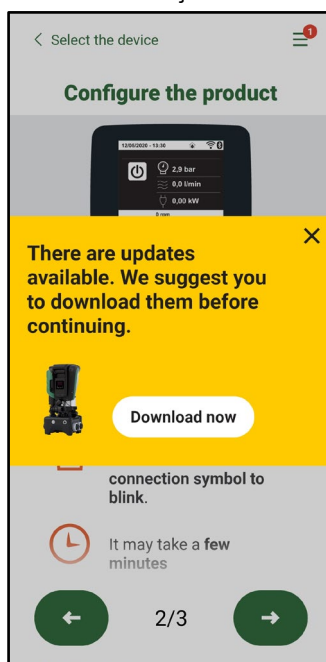 Select the device
1
Configure the product
12/05/2020 - 13:30
2,9 bar
0,0 l/min
0,00 kW
There are updates
available. We suggest you
to download them before
continuing.
Download now
connection symbol to
blink.
It may take a few
minutes
2/3